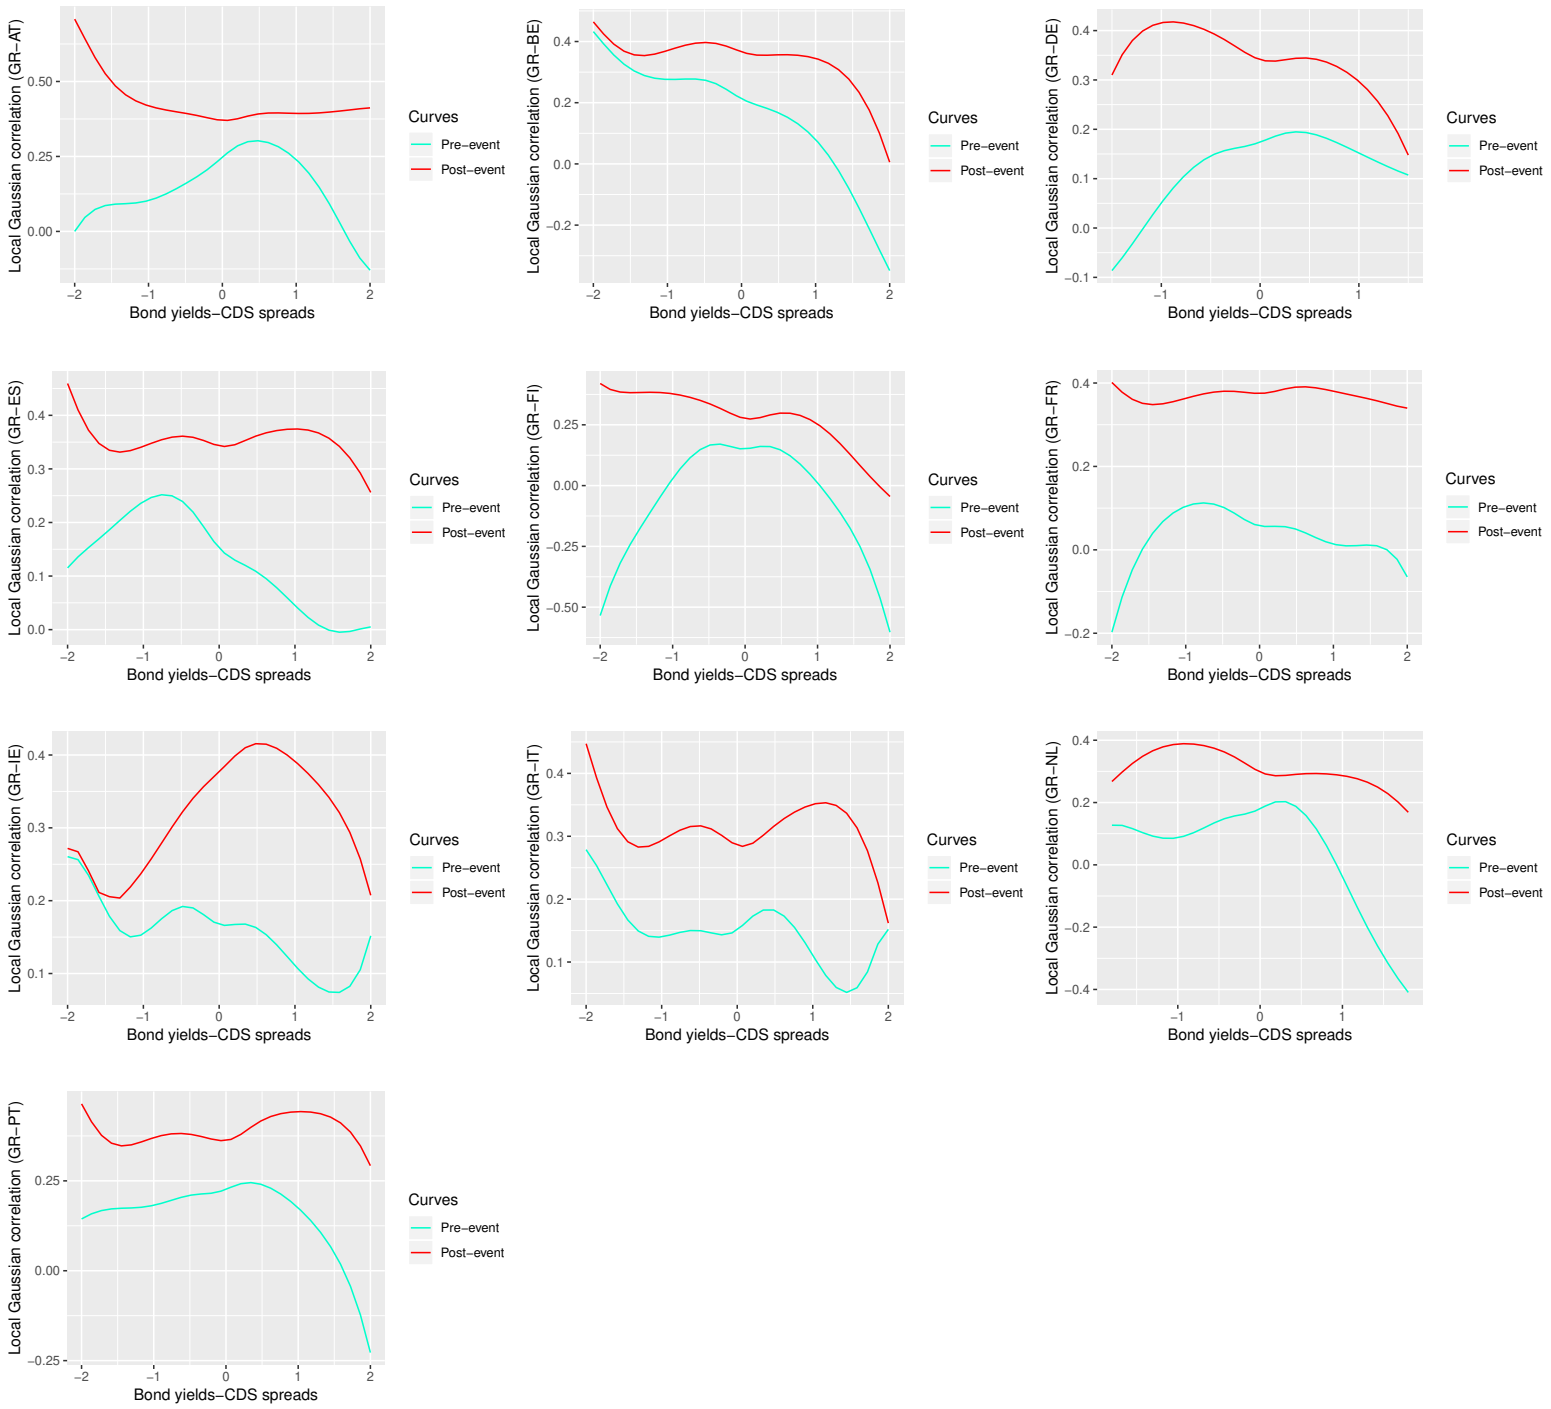 Local Gaussian correlation (GR−AT)
0.50
0.25
0.00
−2 −1 0 1 2
Bond yields−CDS spreads
Curves
Pre−event
Post−event
Local Gaussian correlation (GR−BE)
0.4
0.2
0.0
−0.2
−2 −1 0 1 2
Bond yields−CDS spreads
Curves
Pre−event
Post−event
Local Gaussian correlation (GR−DE)
0.4
0.3
0.2
0.1
0.0
−0.1
−1 0 1
Bond yields−CDS spreads
Curves
Pre−event
Post−event
Local Gaussian correlation (GR−ES)
0.4
0.3
0.2
0.1
0.0
−2 −1 0 1 2
Bond yields−CDS spreads
Curves
Pre−event
Post−event
Local Gaussian correlation (GR−FI)
0.25
0.00
−0.25
−0.50
−2 −1 0 1 2
Bond yields−CDS spreads
Curves
Pre−event
Post−event
Local Gaussian correlation (GR−FR)
0.4
0.2
0.0
−0.2
−2 −1 0 1 2
Bond yields−CDS spreads
Curves
Pre−event
Post−event
Local Gaussian correlation (GR−IE)
0.4
0.3
0.2
0.1
−2 −1 0 1 2
Bond yields−CDS spreads
Curves
Pre−event
Post−event
Local Gaussian correlation (GR−IT)
0.4
0.3
0.2
0.1
−2 −1 0 1 2
Bond yields−CDS spreads
Curves
Pre−event
Post−event
Local Gaussian correlation (GR−NL)
0.4
0.2
0.0
−0.2
−0.4
−1 0 1
Bond yields−CDS spreads
Curves
Pre−event
Post−event
Local Gaussian correlation (GR−PT)
0.25
0.00
−0.25
−2 −1 0 1 2
Bond yields−CDS spreads
Curves
Pre−event
Post−event